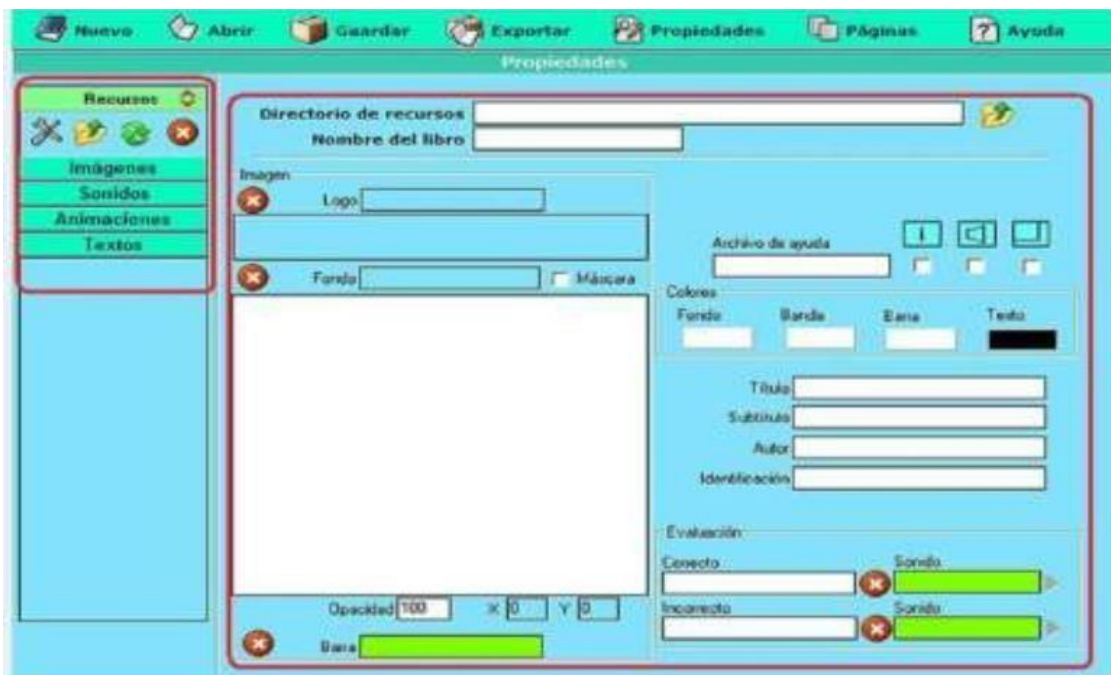 Nuevo Abrir Guardar Exportar Propiedades Páginas Ayuda
Propiedades
Recursos
Imágenes
Sonidos
Animaciones
Textos
Directorio de recursos
Nombre del libro
Imagen
Logo
Fondo Máscara
Opacidad 100 X 0 Y 0
Barra
Archivo de ayuda
i
Colores
Fondo Banda Barra Texto
Título
Subtítulo
Autor
Identificación
Evaluación
Correcto Sonido
Incorrecto Sonido